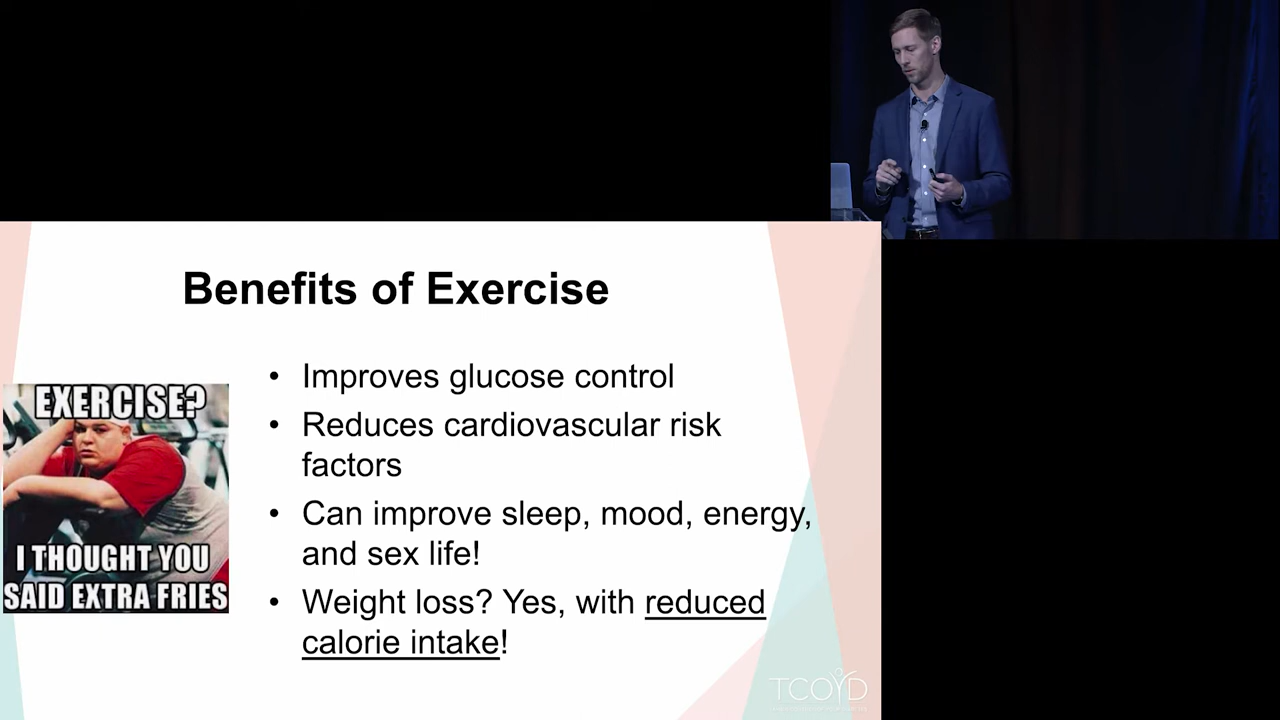 Benefits of Exercise
EXERCISE?
I THOUGHT YOU
SAID EXTRA FRIES
• Improves glucose control
• Reduces cardiovascular risk
factors
• Can improve sleep, mood, energy,
and sex life!
• Weight loss? Yes, with reduced
calorie intake!
TCOYD